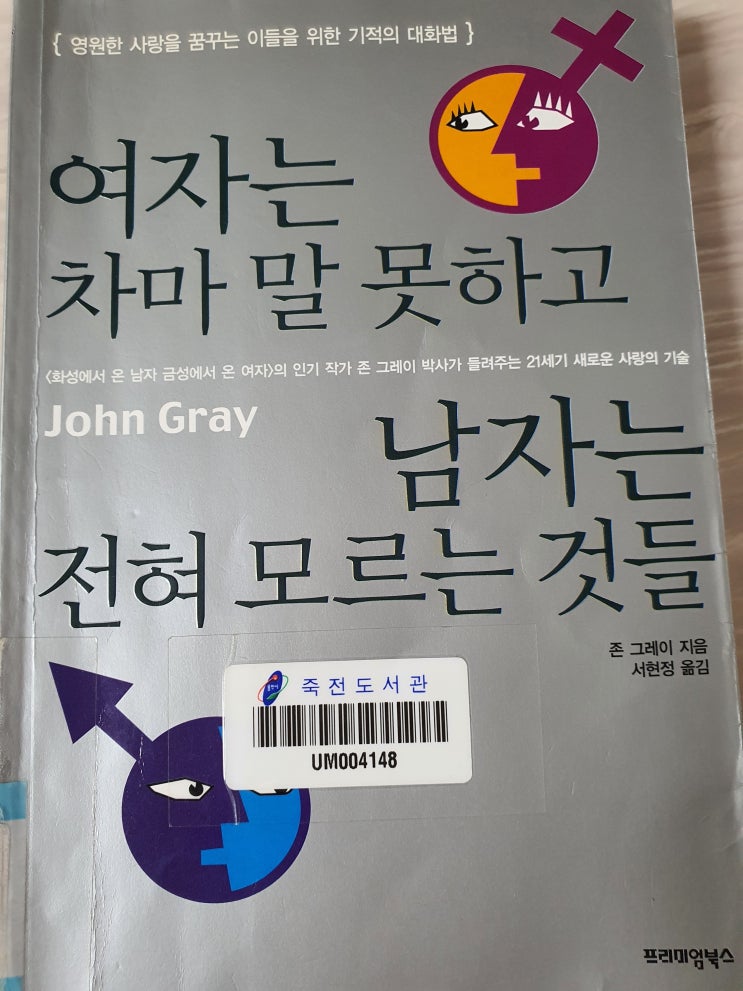 { 영원한 사랑을 꿈꾸는 이들을 위한 기적의 대화법 }
여자는
차마 말 못하고
<화성에서 온 남자 금성에서 온 여자>의 인기 작가 존 그레이 박사가 들려주는 21세기 새로운 사랑의 기술
John Gray
남자는
전혀 모르는 것들
존 그레이 지음
서현정 옮김
죽전도서관
UM004148
프리미엄북스